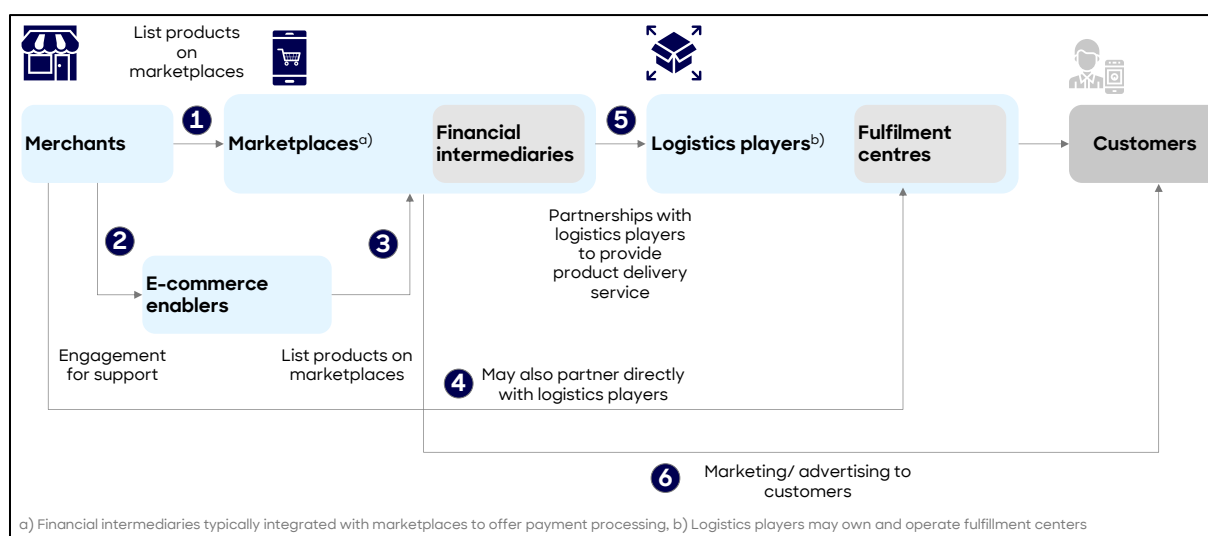 List products
on
marketplaces
1
5
Merchants
Marketplacesa)
Financial
intermediaries
Logistics playersb)
Fulfilment
centres
Customers
2
3
E-commerce
enablers
Partnerships with
logistics players
to provide
product delivery
service
Engagement
for support
List products on
marketplaces
4
May also partner directly
with logistics players
6
Marketing/ advertising to
customers
a) Financial intermediaries typically integrated with marketplaces to offer payment processing, b) Logistics players may own and operate fulfillment centers